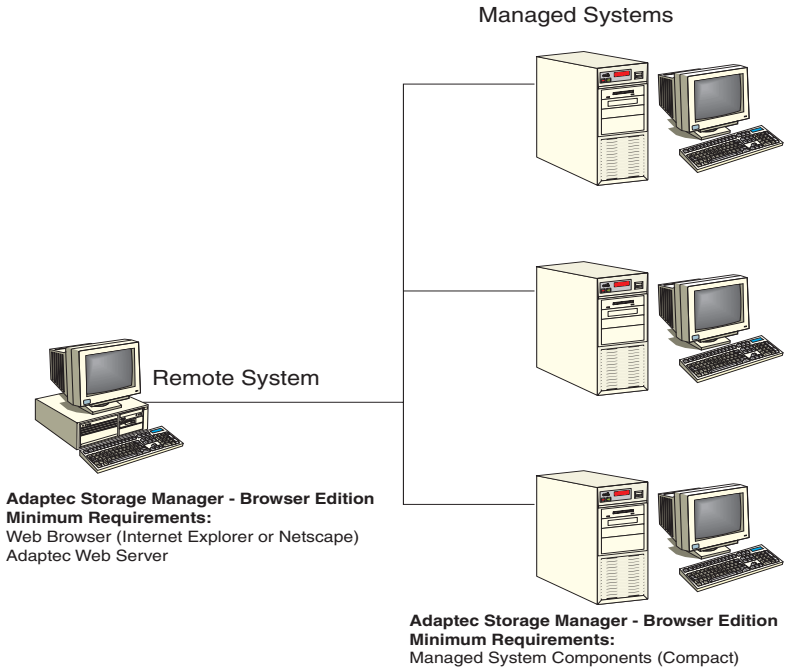 Managed Systems
Remote System
Adaptec Storage Manager - Browser Edition
Minimum Requirements:
Web Browser (Internet Explorer or Netscape)
Adaptec Web Server
Adaptec Storage Manager - Browser Edition
Minimum Requirements:
Managed System Components (Compact)